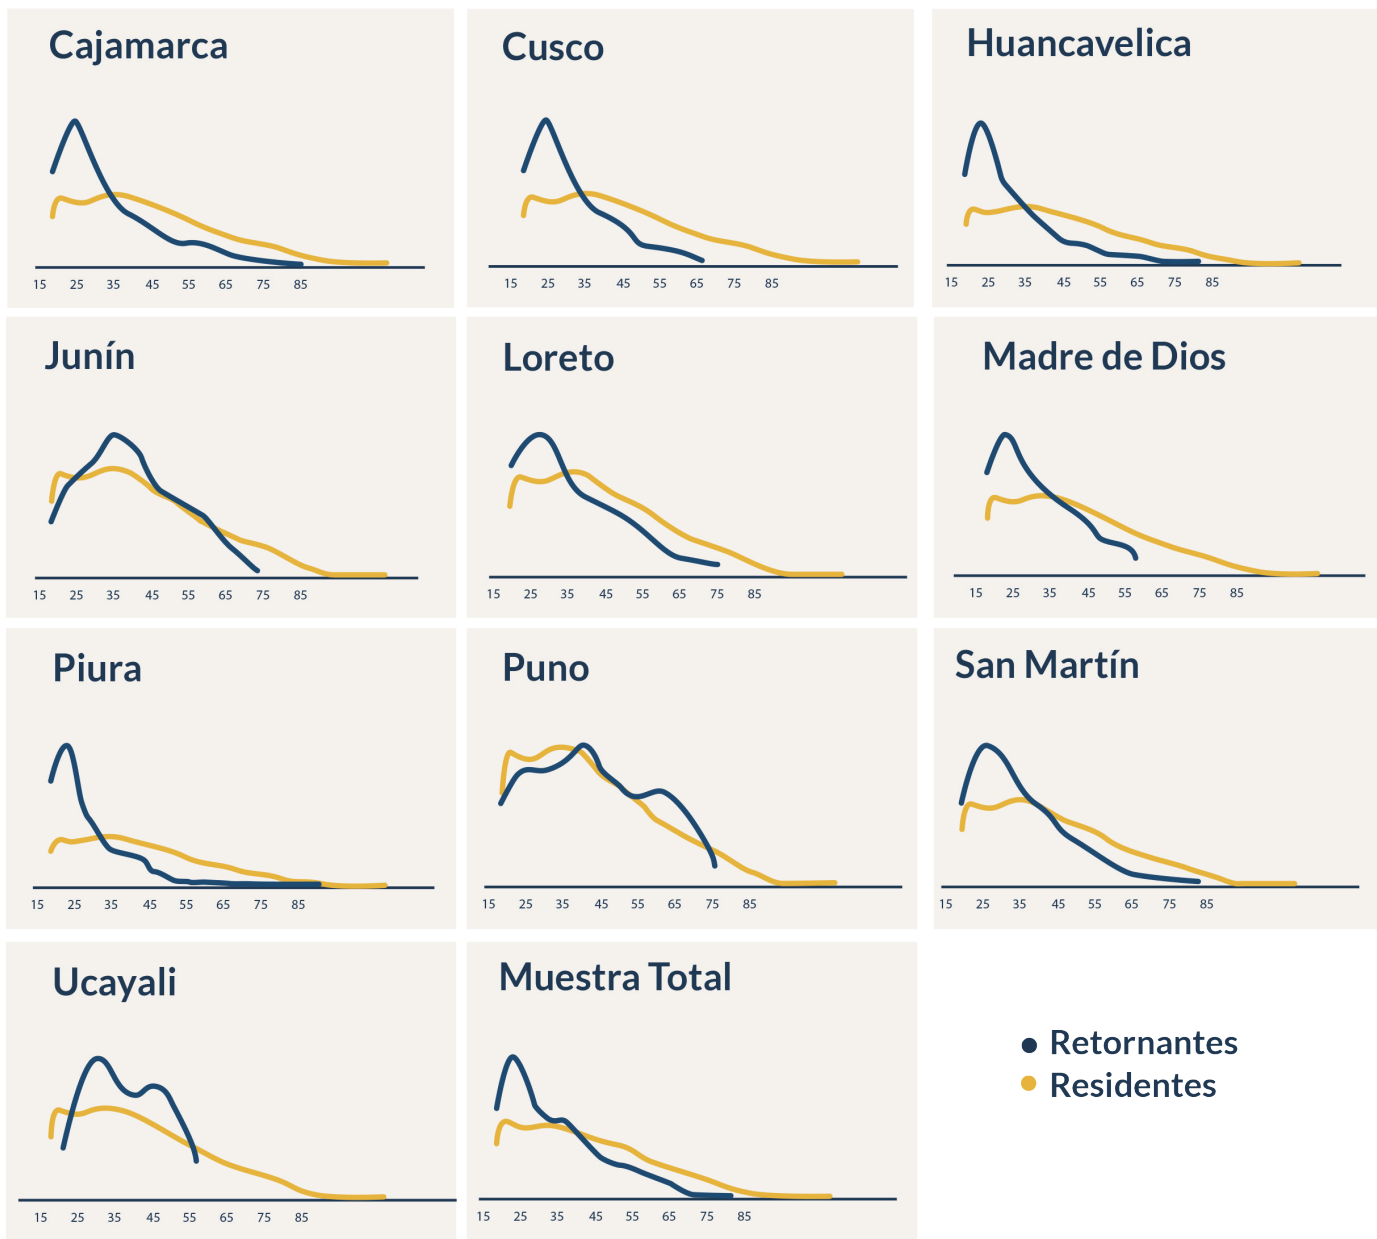 Cajamarca
15 25 35 45 55 65 75 85
Cusco
15 25 35 45 55 65 75 85
Huancavelica
15 25 35 45 55 65 75 85
Junín
15 25 35 45 55 65 75 85
Loreto
15 25 35 45 55 65 75 85
Madre de Dios
15 25 35 45 55 65 75 85
Piura
15 25 35 45 55 65 75 85
Puno
15 25 35 45 55 65 75 85
San Martín
15 25 35 45 55 65 75 85
Ucayali
15 25 35 45 55 65 75 85
Muestra Total
15 25 35 45 55 65 75 85
Retornantes
Residentes